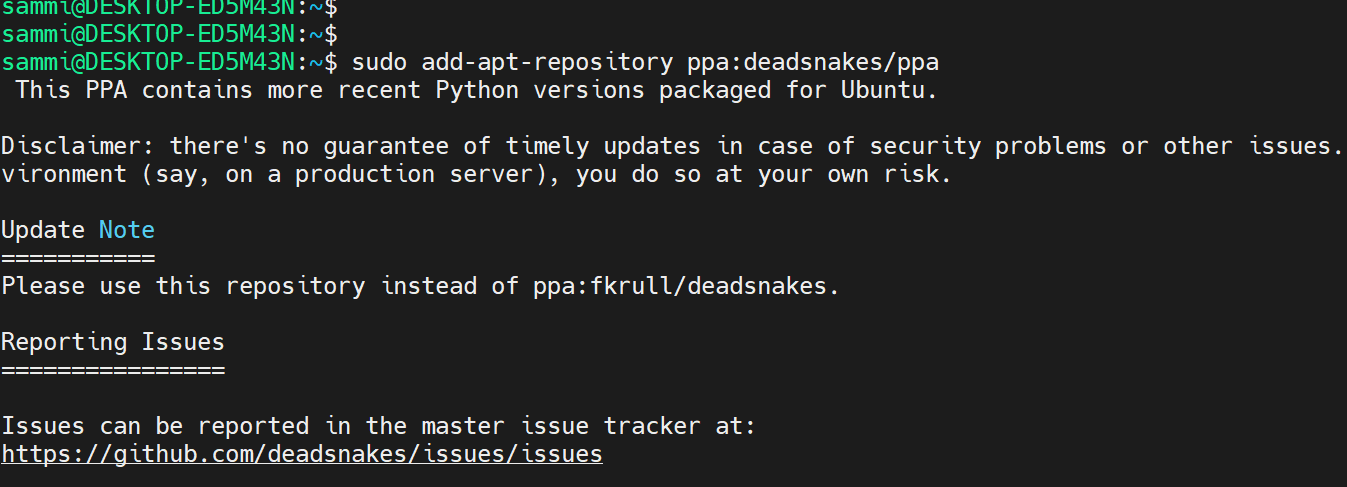 sammi@DESKTOP-ED5M43N:~$
sammi@DESKTOP-ED5M43N:~$
sammi@DESKTOP-ED5M43N:~$ sudo add-apt-repository ppa:deadsnakes/ppa
 This PPA contains more recent Python versions packaged for Ubuntu.
Disclaimer: there's no guarantee of timely updates in case of security problems or other issues.
vironment (say, on a production server), you do so at your own risk.
Update Note
===========
Please use this repository instead of ppa:fkrull/deadsnakes.
Reporting Issues
================
Issues can be reported in the master issue tracker at:
https://github.com/deadsnakes/issues/issues